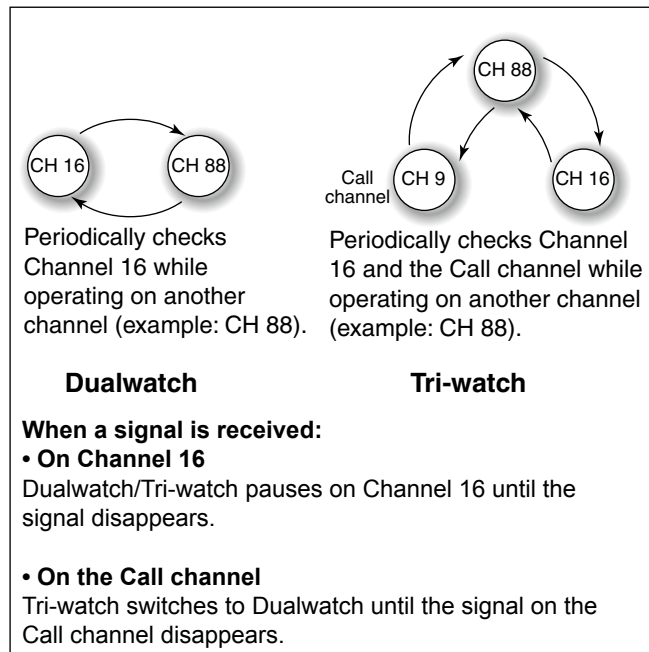 CH 16
CH 88
Periodically checks
Channel 16 while
operating on another
channel (example: CH 88).
Dualwatch
CH 88
Call
channel
CH 9
CH 16
Periodically checks Channel
16 and the Call channel while
operating on another channel
(example: CH 88).
Tri-watch
When a signal is received:
• On Channel 16
Dualwatch/Tri-watch pauses on Channel 16 until the
signal disappears.
• On the Call channel
Tri-watch switches to Dualwatch until the signal on the
Call channel disappears.